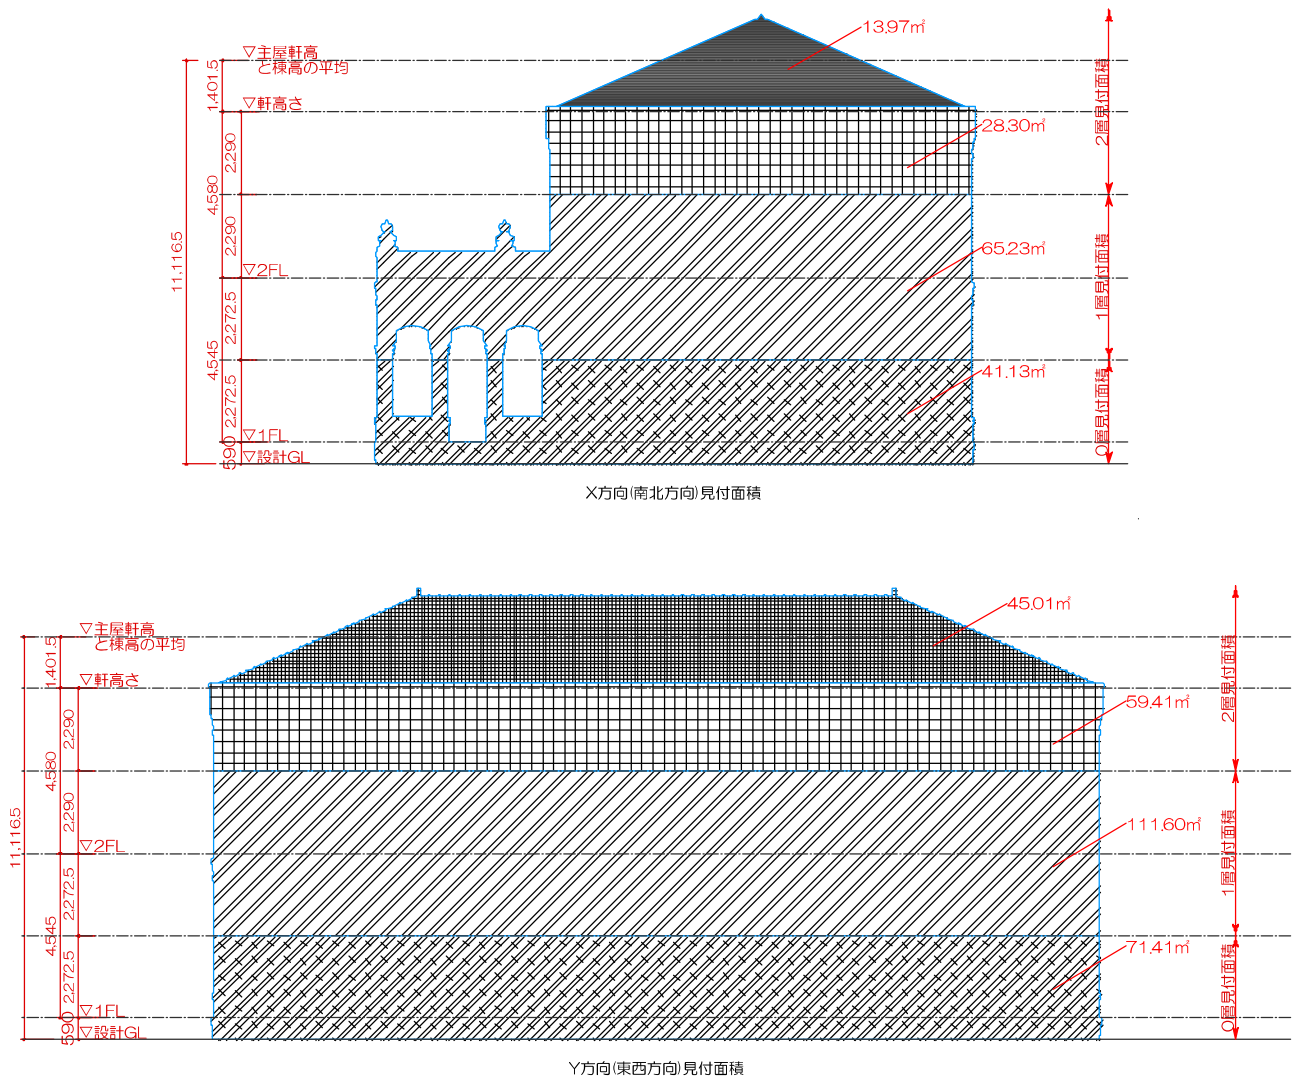 13.97㎡
▽主屋軒高
と棟高の平均
1,401.5
▽軒高さ
28.30㎡
2層見付面積
2,290
4,580
2,290
65.23㎡
11,116.5
▽2FL
1層見付面積
2,272.5
4,545
41.13㎡
2,272.5
0層見付面積
▽1FL
590
▽設計GL
X方向(南北方向)見付面積
45.01㎡
▽主屋軒高
と棟高の平均
1,401.5
▽軒高さ
2層見付面積
59.41㎡
2,290
4,580
2,290
11,116.5
111.60㎡
▽2FL
1層見付面積
2,272.5
4,545
71.41㎡
2,272.5
0層見付面積
▽1FL
590
▽設計GL
Y方向(東西方向)見付面積